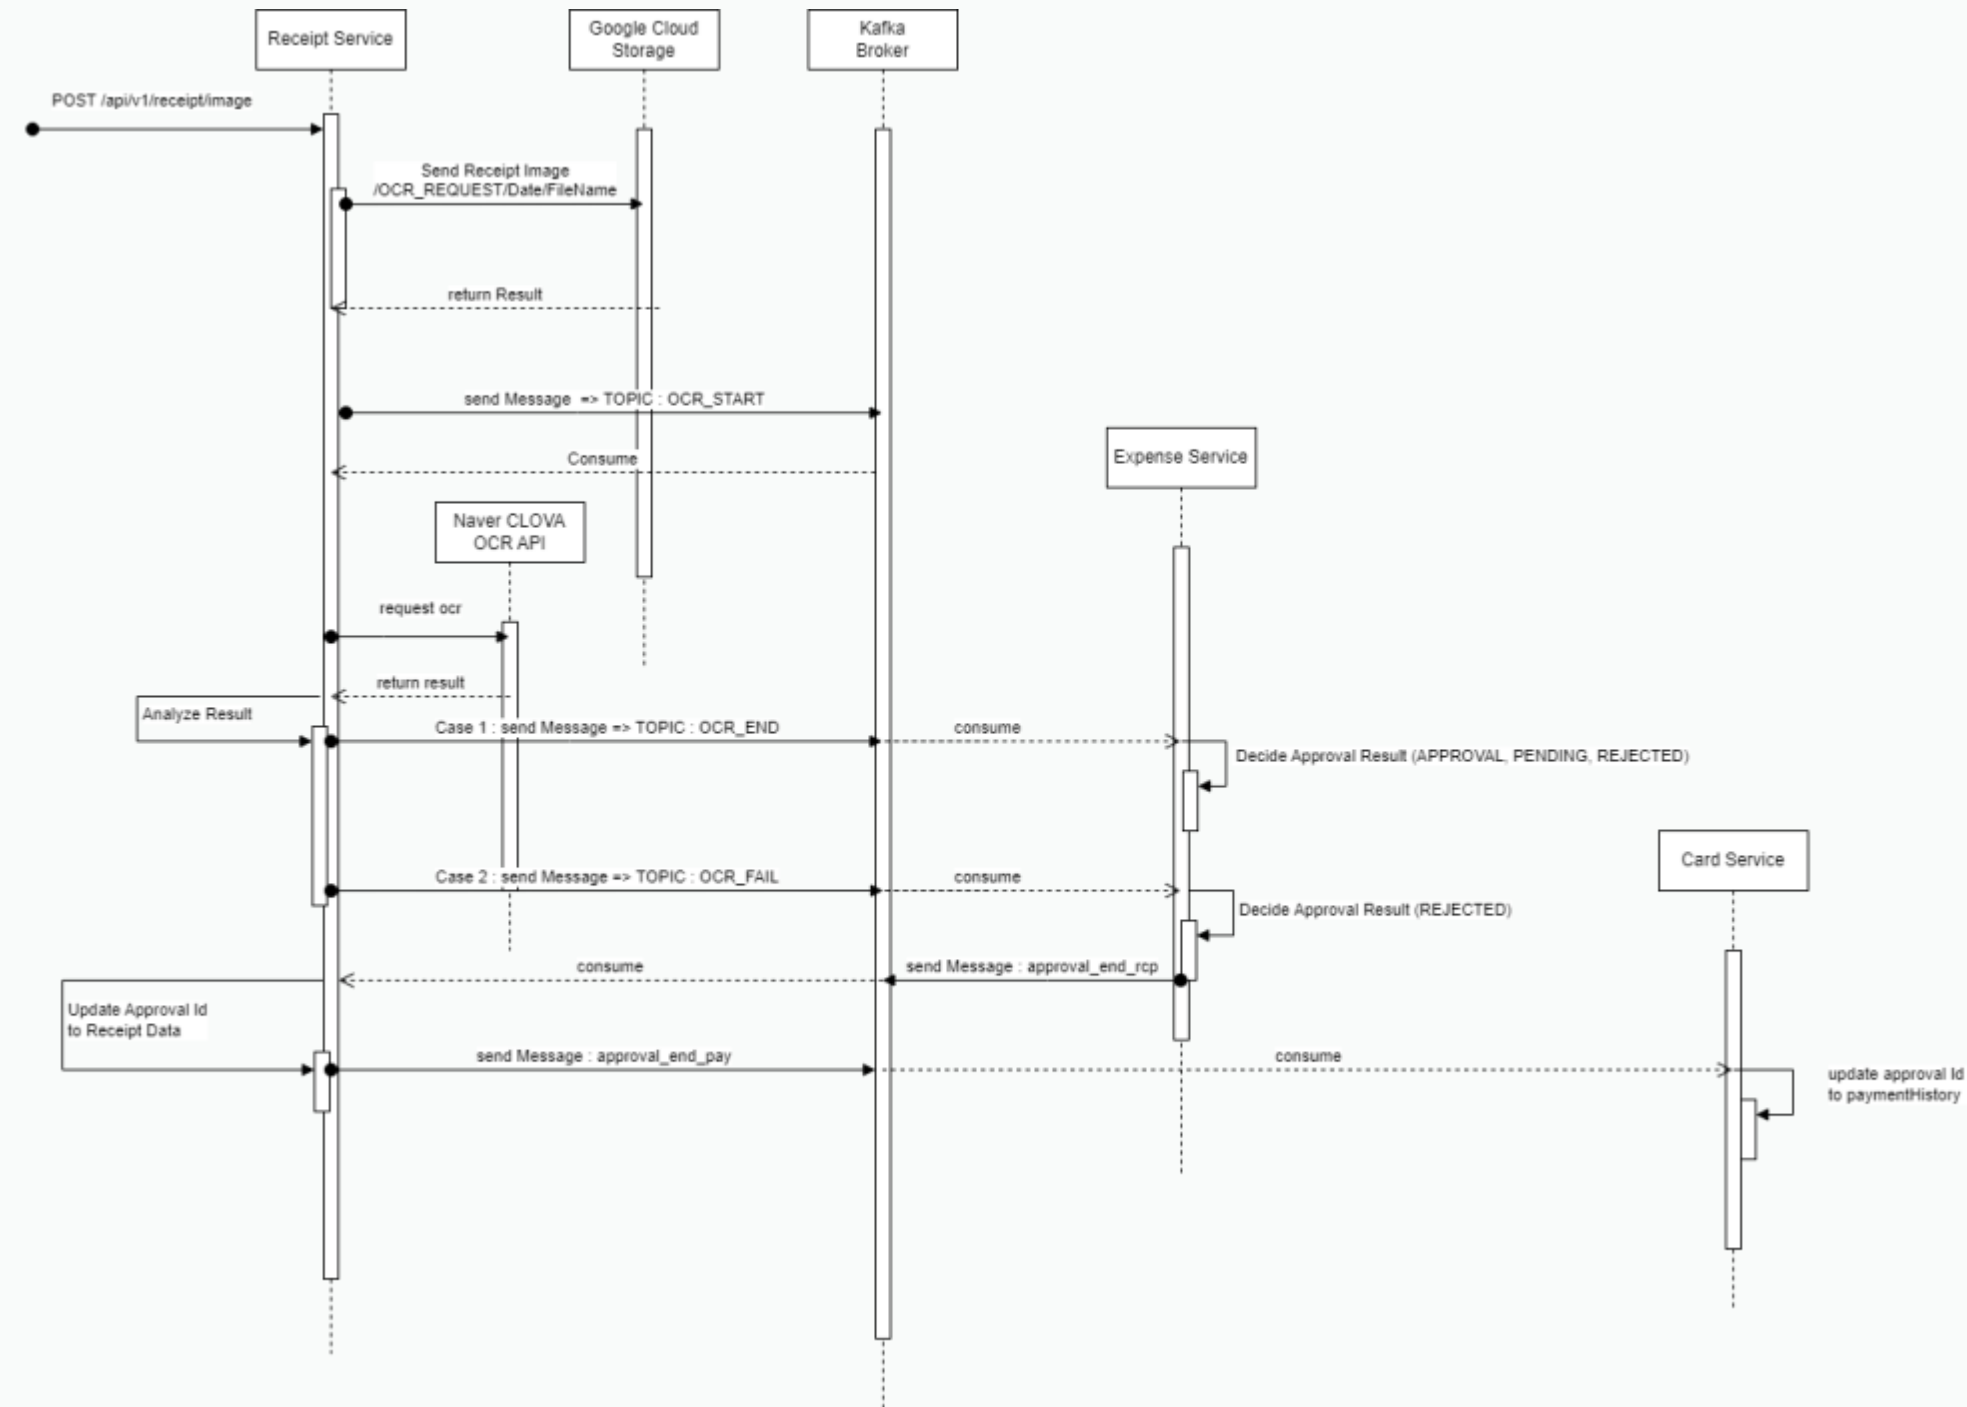 Receipt Service
Google Cloud
Storage
Kafka
Broker
POST /api/v1/receipt/image
Send Receipt Image
/OCR_REQUEST/Date/FileName
return Result
send Message => TOPIC : OCR_START
Consume
Expense Service
Naver CLOVA
OCR API
request ocr
return result
Analyze Result
Case 1 : send Message => TOPIC : OCR_END
consume
Decide Approval Result (APPROVAL, PENDING, REJECTED)
Card Service
Case 2 : send Message => TOPIC : OCR_FAIL
consume
Decide Approval Result (REJECTED)
consume
send Message : approval_end_rcp
Update Approval Id
to Receipt Data
send Message : approval_end_pay
consume
update approval Id
to paymentHistory